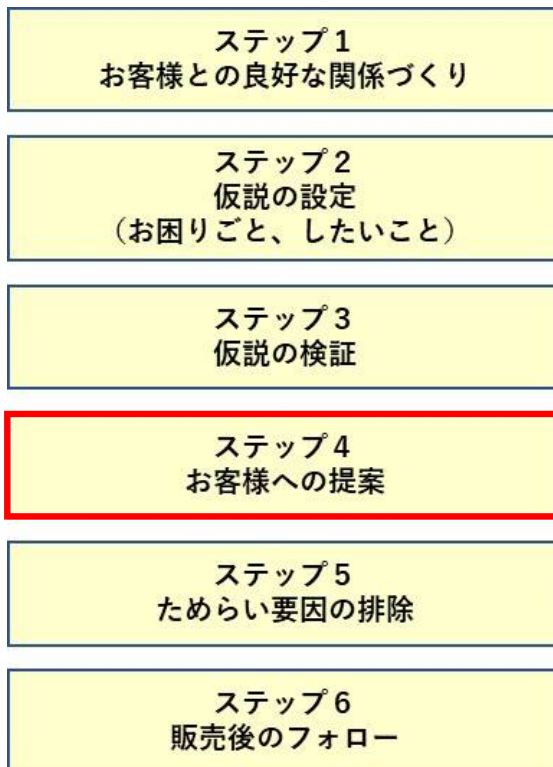 ステップ1
お客様との良好な関係づくり
ステップ2
仮説の設定
（お困りごと、したいこと）
ステップ3
仮説の検証
ステップ4
お客様への提案
ステップ5
ためらい要因の排除
ステップ6
販売後のフォロー